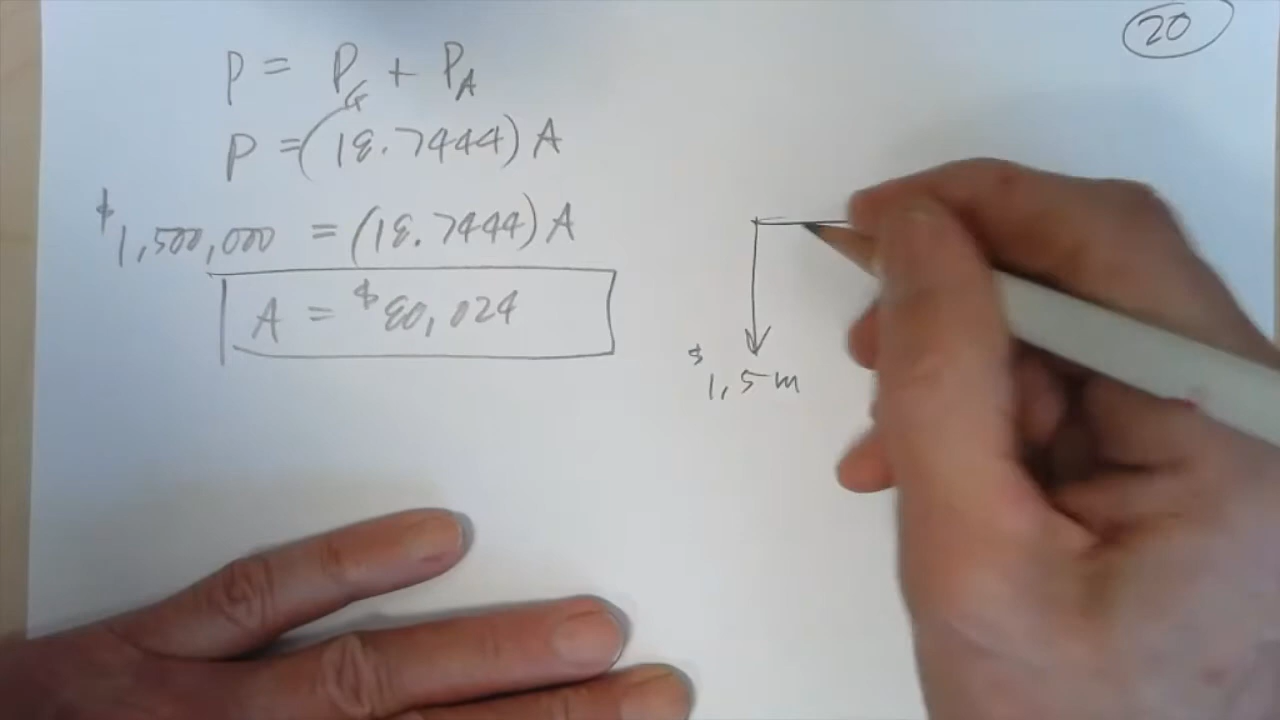 20
P = P_G + P_A
P = (18.7444) A
$1,500,000 = (18.7444) A
A = $80,024
$1,5m